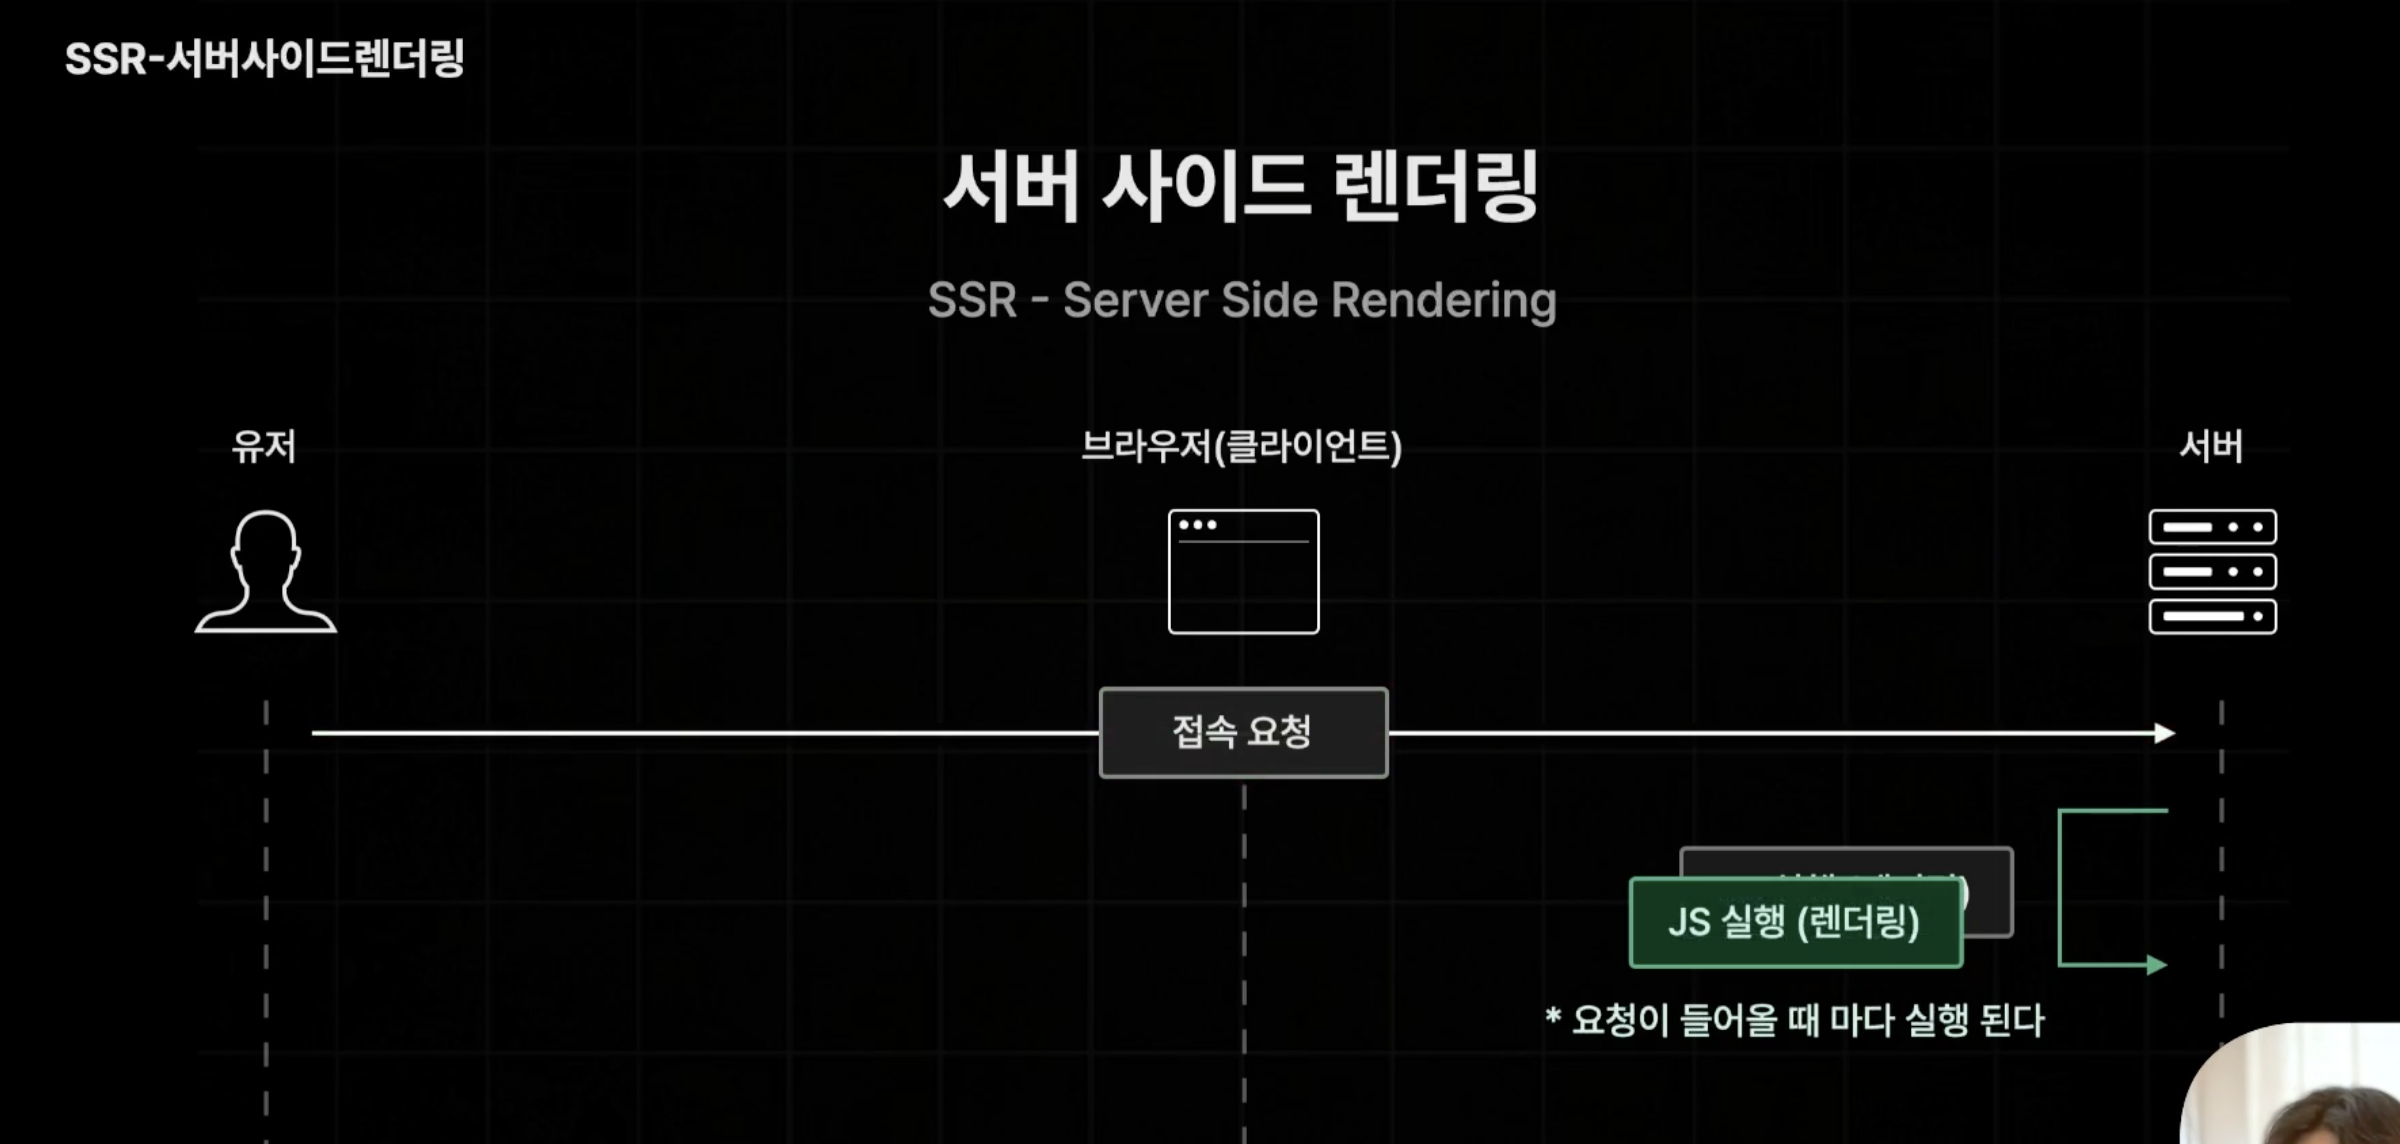 SSR-서버사이드렌더링
서버 사이드 렌더링
SSR - Server Side Rendering
유저
브라우저(클라이언트)
서버
접속 요청
JS 실행 (렌더링)
* 요청이 들어올 때 마다 실행 된다